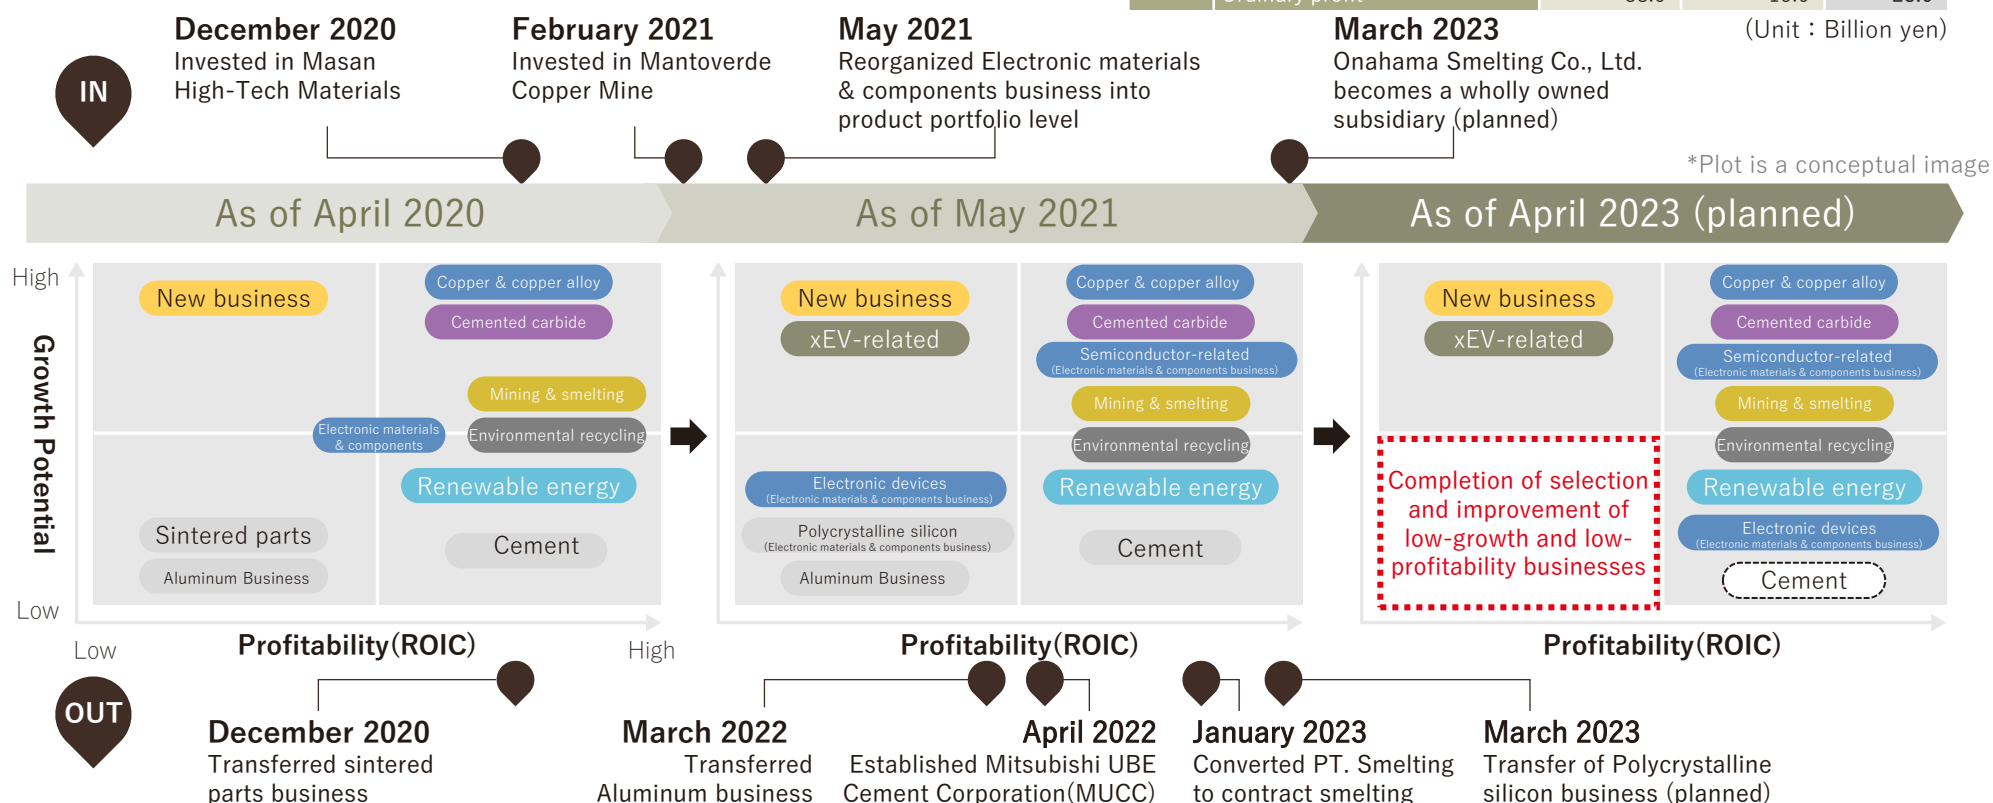 (Unit : Billion yen)
IN
December 2020
Invested in Masan
High-Tech Materials
February 2021
Invested in Mantoverde
Copper Mine
May 2021
Reorganized Electronic materials
& components business into
product portfolio level
March 2023
Onahama Smelting Co., Ltd.
becomes a wholly owned
subsidiary (planned)
*Plot is a conceptual image
As of April 2020
As of May 2021
As of April 2023 (planned)
High
Growth Potential
Low
New business
Copper & copper alloy
Cemented carbide
Mining & smelting
Electronic materials
& components
Environmental recycling
Renewable energy
Sintered parts
Aluminum Business
Cement
Low
Profitability(ROIC)
High
New business
xEV-related
Copper & copper alloy
Cemented carbide
Semiconductor-related
(Electronic materials & components business)
Mining & smelting
Environmental recycling
Electronic devices
(Electronic materials & components business)
Renewable energy
Polycrystalline silicon
(Electronic materials & components business)
Aluminum Business
Cement
Profitability(ROIC)
New business
xEV-related
Copper & copper alloy
Cemented carbide
Semiconductor-related
(Electronic materials & components business)
Mining & smelting
Environmental recycling
Completion of selection
and improvement of
low-growth and low-
profitability businesses
Renewable energy
Electronic devices
(Electronic materials & components business)
Cement
Profitability(ROIC)
OUT
December 2020
Transferred sintered
parts business
March 2022
Transferred
Aluminum business
April 2022
Established Mitsubishi UBE
Cement Corporation(MUCC)
January 2023
Converted PT. Smelting
to contract smelting
March 2023
Transfer of Polycrystalline
silicon business (planned)